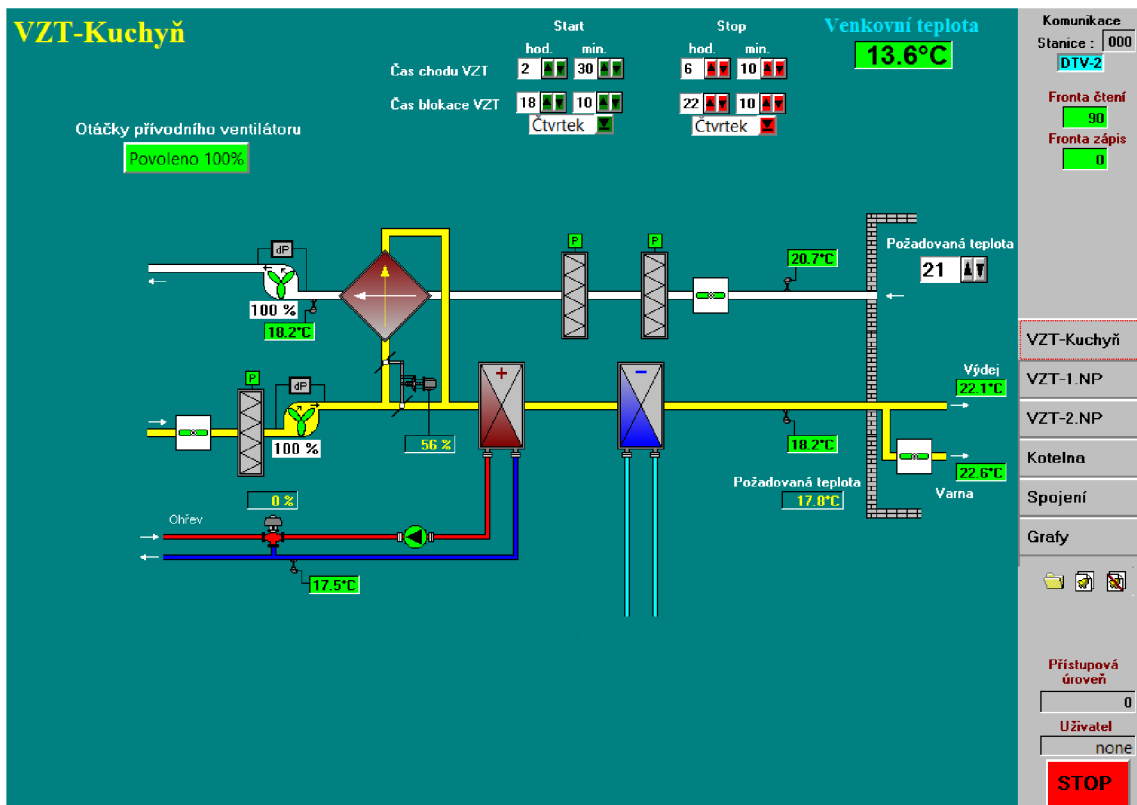 VZT-Kuchyň
Start
Stop
Venkovní teplota
13.6°C
hod. min.
hod. min.
Čas chodu VZT 2 30 6 10
Čas blokace VZT 18 10 22 10
Čtvrtek
Čtvrtek
Otáčky přívodního ventilátoru
Povoleno 100%
Komunikace
Stanice : 000
DTV-2
Fronta čtení
90
Fronta zápis
0
dP
P
P
20.7°C
Požadovaná teplota
21
100 %
18.2°C
P
dP
+
−
Výdej
22.1°C
100 %
56 %
18.2°C
22.6°C
Varna
Požadovaná teplota
17.8°C
0 %
Ohřev
17.5°C
VZT-Kuchyň
VZT-1.NP
VZT-2.NP
Kotelna
Spojení
Grafy
Přístupová
úroveň
0
Uživatel
none
STOP